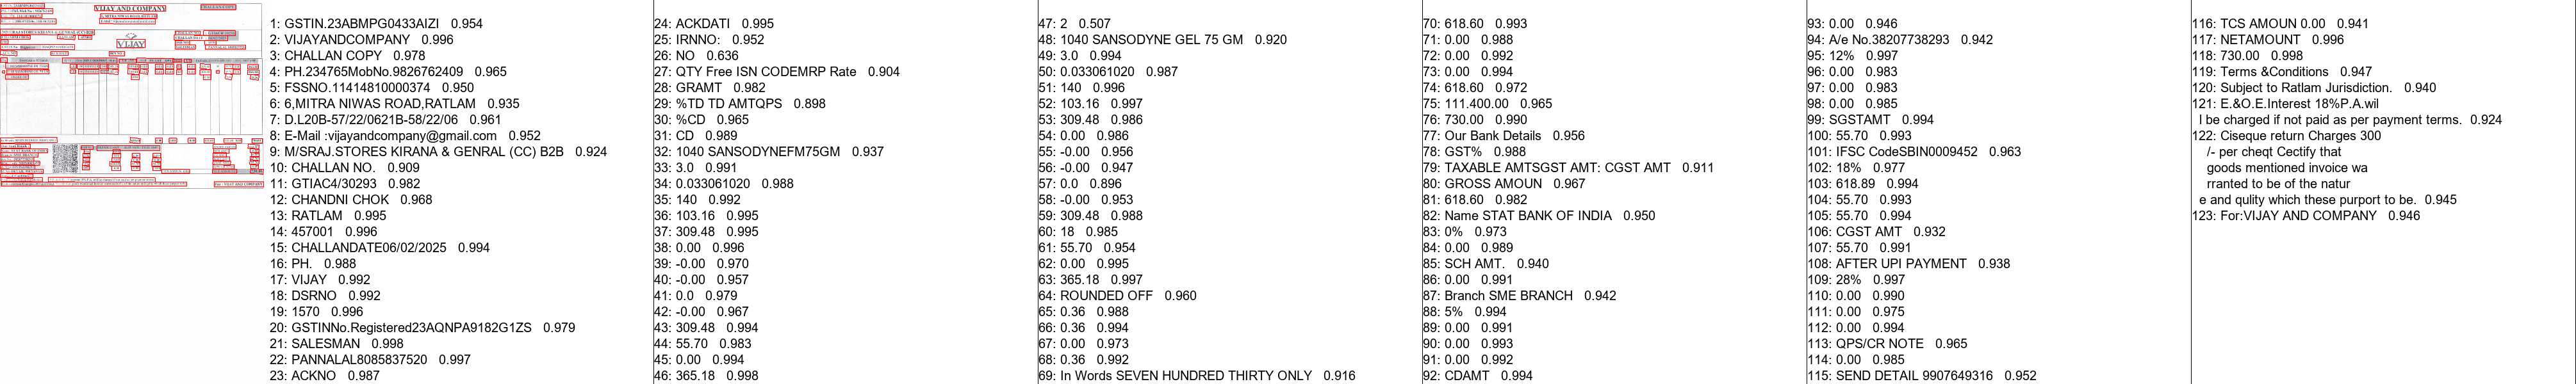 1: GSTIN.23ABMPG0433AIZI 0.954
2: VIJAYANDCOMPANY 0.996
3: CHALLAN COPY 0.978
4: PH.234765MobNo.9826762409 0.965
5: FSSNO.11414810000374 0.950
6: 6,MITRA NIWAS ROAD,RATLAM 0.935
7: D.L20B-57/22/0621B-58/22/06 0.961
8: E-Mail :vijayandcompany@gmail.com 0.952
9: M/SRAJ.STORES KIRANA & GENRAL (CC) B2B 0.924
10: CHALLAN NO. 0.909
11: GTIAC4/30293 0.982
12: CHANDNI CHOK 0.968
13: RATLAM 0.995
14: 457001 0.996
15: CHALLANDATE06/02/2025 0.994
16: PH. 0.988
17: VIJAY 0.992
18: DSRNO 0.992
19: 1570 0.996
20: GSTINNo.Registered23AQNPA9182G1ZS 0.979
21: SALESMAN 0.998
22: PANNALAL8085837520 0.997
23: ACKNO 0.987
24: ACKDATI 0.995
25: IRNNO: 0.952
26: NO 0.636
27: QTY Free ISN CODEMRP Rate 0.904
28: GRAMT 0.982
29: %TD TD AMTQPS 0.898
30: %CD 0.965
31: CD 0.989
32: 1040 SANSODYNEFM75GM 0.937
33: 3.0 0.991
34: 0.033061020 0.988
35: 140 0.992
36: 103.16 0.995
37: 309.48 0.995
38: 0.00 0.996
39: -0.00 0.970
40: -0.00 0.957
41: 0.0 0.979
42: -0.00 0.967
43: 309.48 0.994
44: 55.70 0.983
45: 0.00 0.994
46: 365.18 0.998
47: 2 0.507
48: 1040 SANSODYNE GEL 75 GM 0.920
49: 3.0 0.994
50: 0.033061020 0.987
51: 140 0.996
52: 103.16 0.997
53: 309.48 0.986
54: 0.00 0.986
55: -0.00 0.956
56: -0.00 0.947
57: 0.0 0.896
58: -0.00 0.953
59: 309.48 0.988
60: 18 0.985
61: 55.70 0.954
62: 0.00 0.995
63: 365.18 0.997
64: ROUNDED OFF 0.960
65: 0.36 0.988
66: 0.36 0.994
67: 0.00 0.973
68: 0.36 0.992
69: In Words SEVEN HUNDRED THIRTY ONLY 0.916
70: 618.60 0.993
71: 0.00 0.988
72: 0.00 0.992
73: 0.00 0.994
74: 618.60 0.972
75: 111.400.00 0.965
76: 730.00 0.990
77: Our Bank Details 0.956
78: GST% 0.988
79: TAXABLE AMTSGST AMT: CGST AMT 0.911
80: GROSS AMOUN 0.967
81: 618.60 0.982
82: Name STAT BANK OF INDIA 0.950
83: 0% 0.973
84: 0.00 0.989
85: SCH AMT. 0.940
86: 0.00 0.991
87: Branch SME BRANCH 0.942
88: 5% 0.994
89: 0.00 0.991
90: 0.00 0.993
91: 0.00 0.992
92: CDAMT 0.994
93: 0.00 0.946
94: A/e No.38207738293 0.942
95: 12% 0.997
96: 0.00 0.983
97: 0.00 0.983
98: 0.00 0.985
99: SGSTAMT 0.994
100: 55.70 0.993
101: IFSC CodeSBIN0009452 0.963
102: 18% 0.977
103: 618.89 0.994
104: 55.70 0.993
105: 55.70 0.994
106: CGST AMT 0.932
107: 55.70 0.991
108: AFTER UPI PAYMENT 0.938
109: 28% 0.997
110: 0.00 0.990
111: 0.00 0.975
112: 0.00 0.994
113: QPS/CR NOTE 0.965
114: 0.00 0.985
115: SEND DETAIL 9907649316 0.952
116: TCS AMOUN 0.00 0.941
117: NETAMOUNT 0.996
118: 730.00 0.998
119: Terms &Conditions 0.947
120: Subject to Ratlam Jurisdiction. 0.940
121: E.&O.E.Interest 18%P.A.wil
l be charged if not paid as per payment terms. 0.924
122: Ciseque return Charges 300
/- per cheqt Cectify that
goods mentioned invoice wa
rranted to be of the natur
e and qulity which these purport to be. 0.945
123: For:VIJAY AND COMPANY 0.946